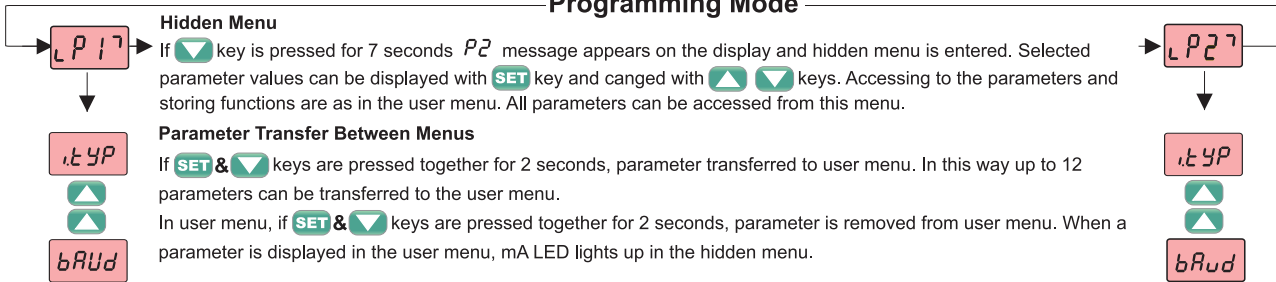 Programming Mode
Hidden Menu
P1
If key is pressed for 7 seconds P2 message appears on the display and hidden menu is entered. Selected
P2
parameter values can be displayed with SET key and canged with keys. Accessing to the parameters and
storing functions are as in the user menu. All parameters can be accessed from this menu.
Parameter Transfer Between Menus
i.tYP
If SET & keys are pressed together for 2 seconds, parameter transferred to user menu. In this way up to 12
i.tYP
parameters can be transferred to the user menu.
In user menu, if SET & keys are pressed together for 2 seconds, parameter is removed from user menu. When a
bAUd
parameter is displayed in the user menu, mA LED lights up in the hidden menu.
bAud